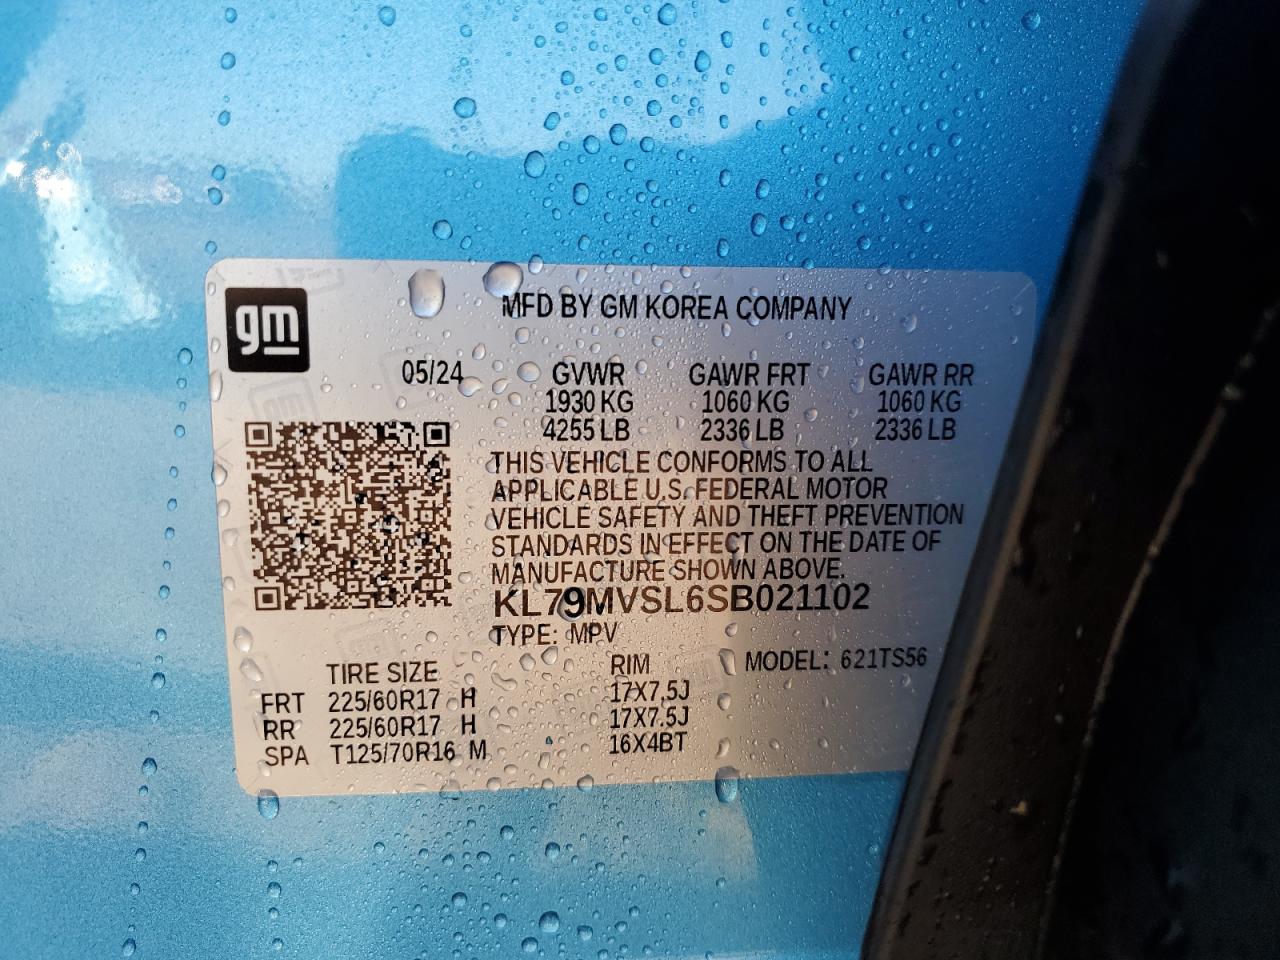 gm
MFD BY GM KOREA COMPANY
05/24 GVWR GAWR FRT GAWR RR
1930 KG 1060 KG 1060 KG
4255 LB 2336 LB 2336 LB
THIS VEHICLE CONFORMS TO ALL
APPLICABLE U.S. FEDERAL MOTOR
VEHICLE SAFETY AND THEFT PREVENTION
STANDARDS IN EFFECT ON THE DATE OF
MANUFACTURE SHOWN ABOVE.
KL79MVSL6SB021102
TYPE: MPV
TIRE SIZE RIM MODEL: 621TS56
FRT 225/60R17 H 17X7.5J
RR 225/60R17 H 17X7.5J
SPA T125/70R16 M 16X4BT